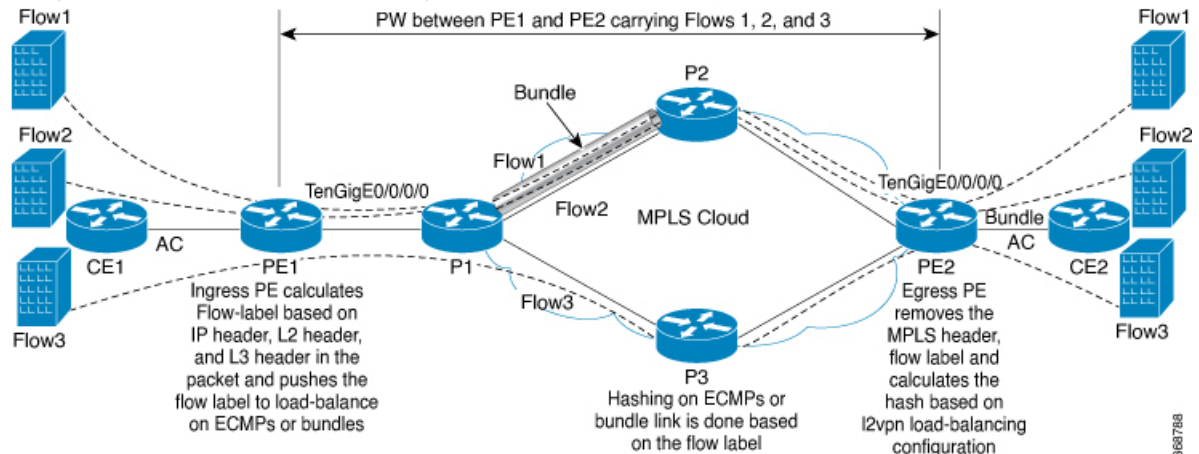 Flow1
PW between PE1 and PE2 carrying Flows 1, 2, and 3
Flow1
P2
Bundle
Flow2
Flow1
Flow2
TenGigE0/0/0/0
Flow2
MPLS Cloud
TenGigE0/0/0/0
Bundle
AC
AC
CE1
PE1
P1
PE2
CE2
Flow3
Flow3
Flow3
P3
Ingress PE calculates
Flow-label based on
IP header, L2 header,
and L3 header in the
packet and pushes the
flow label to load-balance
on ECMPs or bundles
Hashing on ECMPs or
bundle link is done based
on the flow label
Egress PE
removes the
MPLS header,
flow label and
calculates the
hash based on
l2vpn load-balancing
configuration
368788